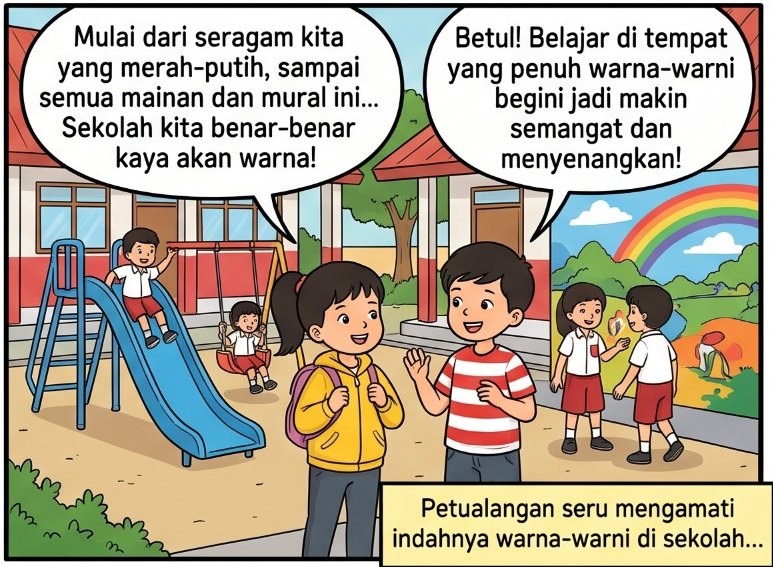 Mulai dari seragam kita
yang merah-putih, sampai
semua mainan dan mural ini...
Sekolah kita benar-benar
kaya akan warna!
Betul! Belajar di tempat
yang penuh warna-warni
begini jadi makin
semangat dan
menyenangkan!
Petualangan seru mengamati
indahnya warna-warni di sekolah...